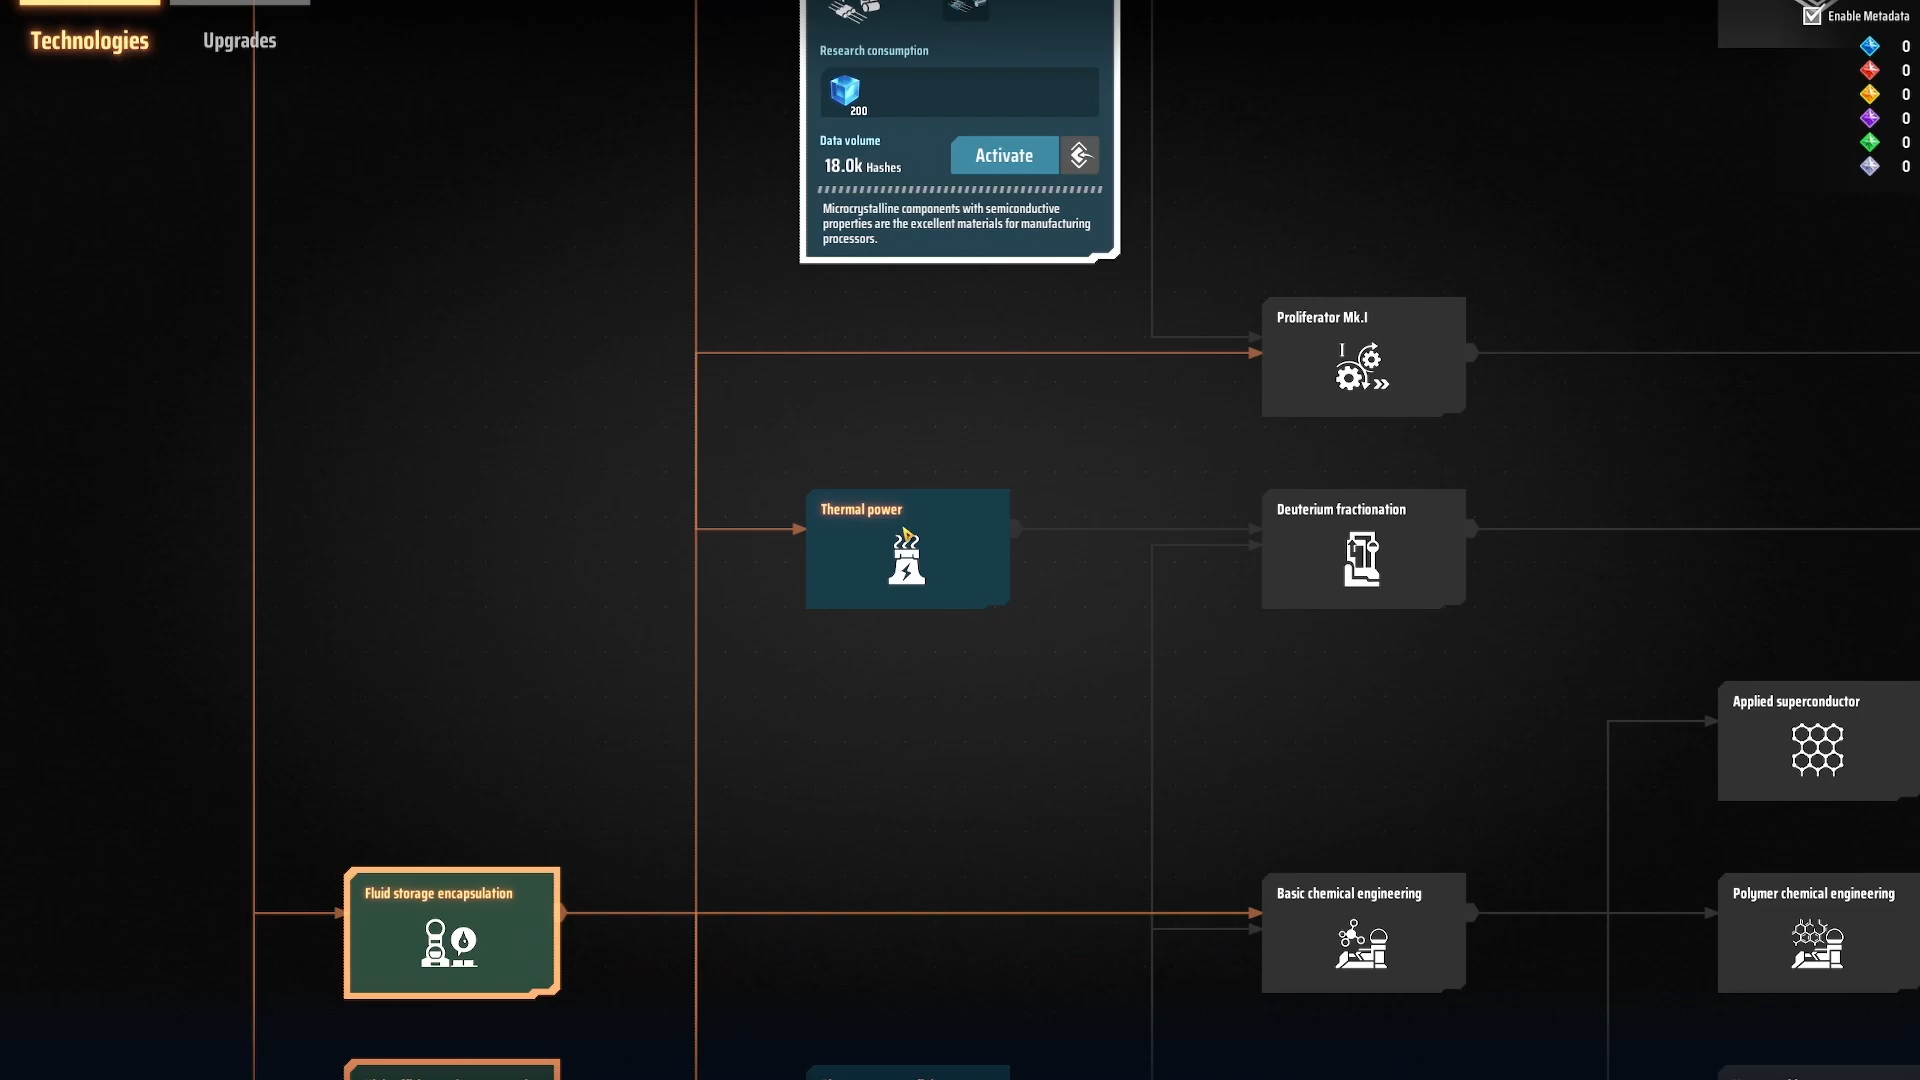 Technologies
Upgrades
Enable Metadata
0
0
0
0
0
0
Research consumption
200
Data volume
18.0k Hashes
Activate
Microcrystalline components with semiconductive
properties are the excellent materials for manufacturing
processors.
Proliferator Mk.I
I
Thermal power
Deuterium fractionation
Applied superconductor
Fluid storage encapsulation
Basic chemical engineering
Polymer chemical engineering